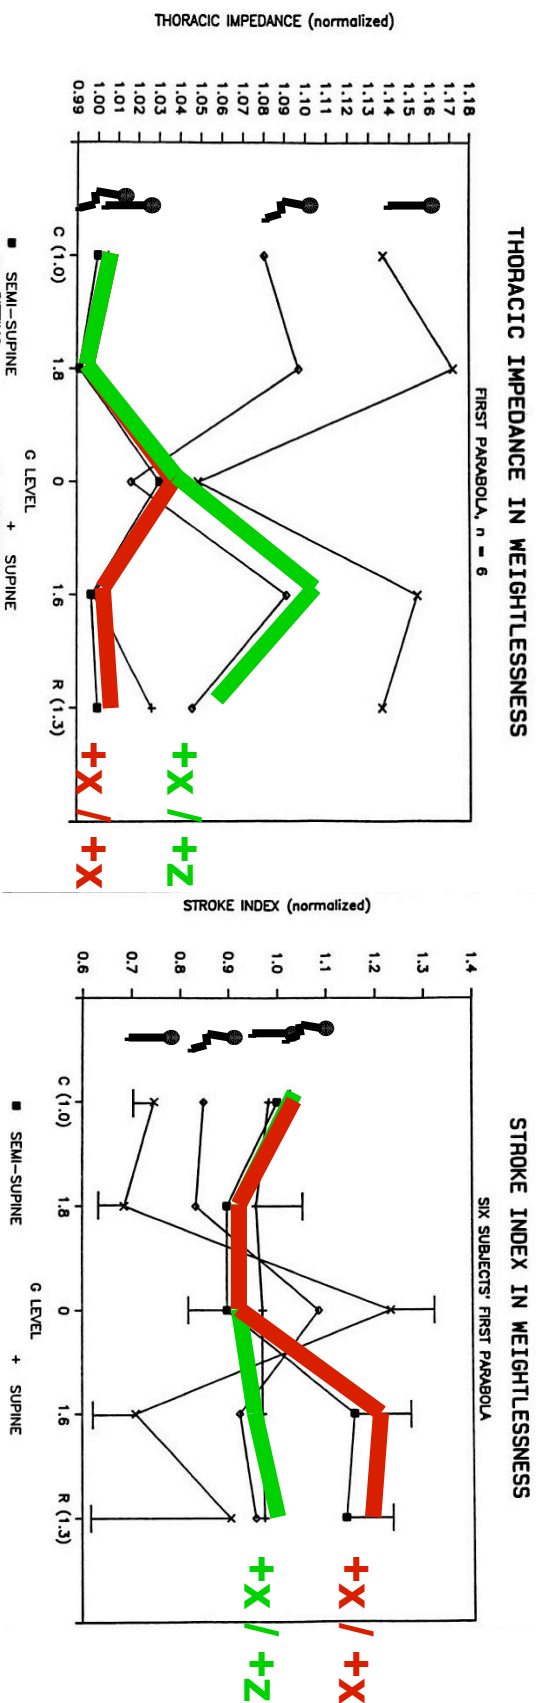 THORACIC IMPEDANCE IN WEIGHTLESSNESS
FIRST PARABOLA, n = 6
THORACIC IMPEDANCE (normalized)
1.18
1.17
1.16
1.15
1.14
1.13
1.12
1.11
1.10
1.09
1.08
1.07
1.06
1.05
1.04
1.03
1.02
1.01
1.00
0.99
+x / +z
+x / +x
C (1.0) 1.8 0 1.6 R (1.3)
G LEVEL
SEMI-SUPINE + SUPINE
STROKE INDEX IN WEIGHTLESSNESS
SIX SUBJECTS' FIRST PARABOLA
STROKE INDEX (normalized)
1.4
1.3
1.2
1.1
1.0
0.9
0.8
0.7
0.6
+x / +x
+x / +z
C (1.0) 1.8 0 1.6 R (1.3)
G LEVEL
SEMI-SUPINE + SUPINE